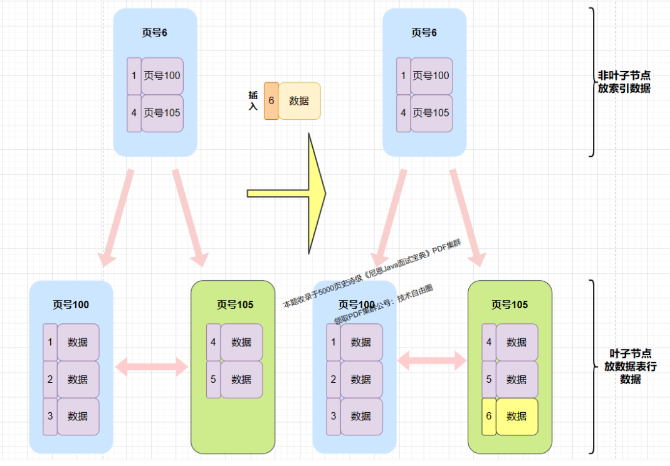 页号6
1 页号100
4 页号105
插入
6 数据
页号6
1 页号100
4 页号105
非叶子节点
放索引数据
页号100
1 数据
2 数据
3 数据
页号105
4 数据
5 数据
本题收录于5000页史诗级《尼恩Java面试宝典》PDF集群
领取PDF集群公号：技术自由圈
页号100
1 数据
2 数据
3 数据
页号105
4 数据
5 数据
6 数据
叶子节点
放数据表行
数据